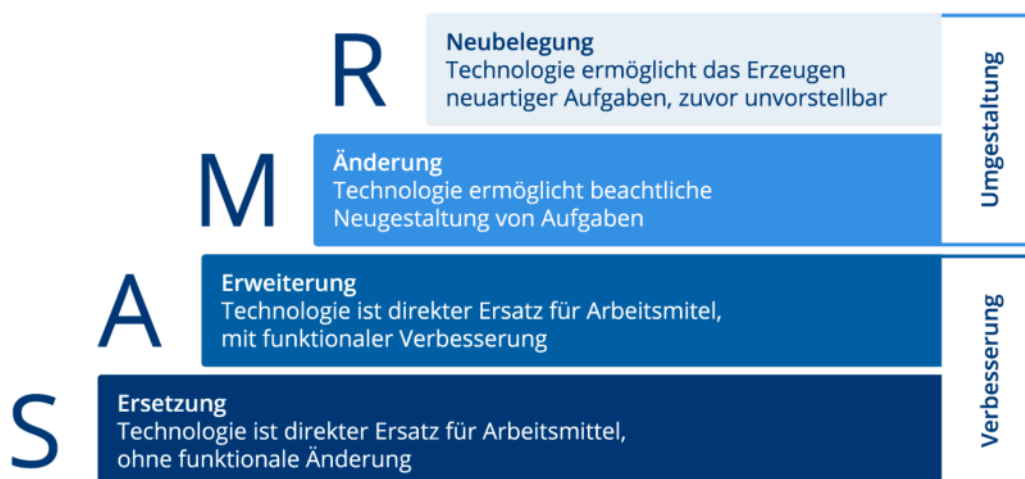 R
Neubelegung
Technologie ermöglicht das Erzeugen
neuartiger Aufgaben, zuvor unvorstellbar
M
Änderung
Technologie ermöglicht beachtliche
Neugestaltung von Aufgaben
Umgestaltung
A
Erweiterung
Technologie ist direkter Ersatz für Arbeitsmitel,
mit funktionaler Verbesserung
S
Ersetzung
Technologie ist direkter Ersatz für Arbeitsmittel,
ohne funktionale Änderung
Verbesserung